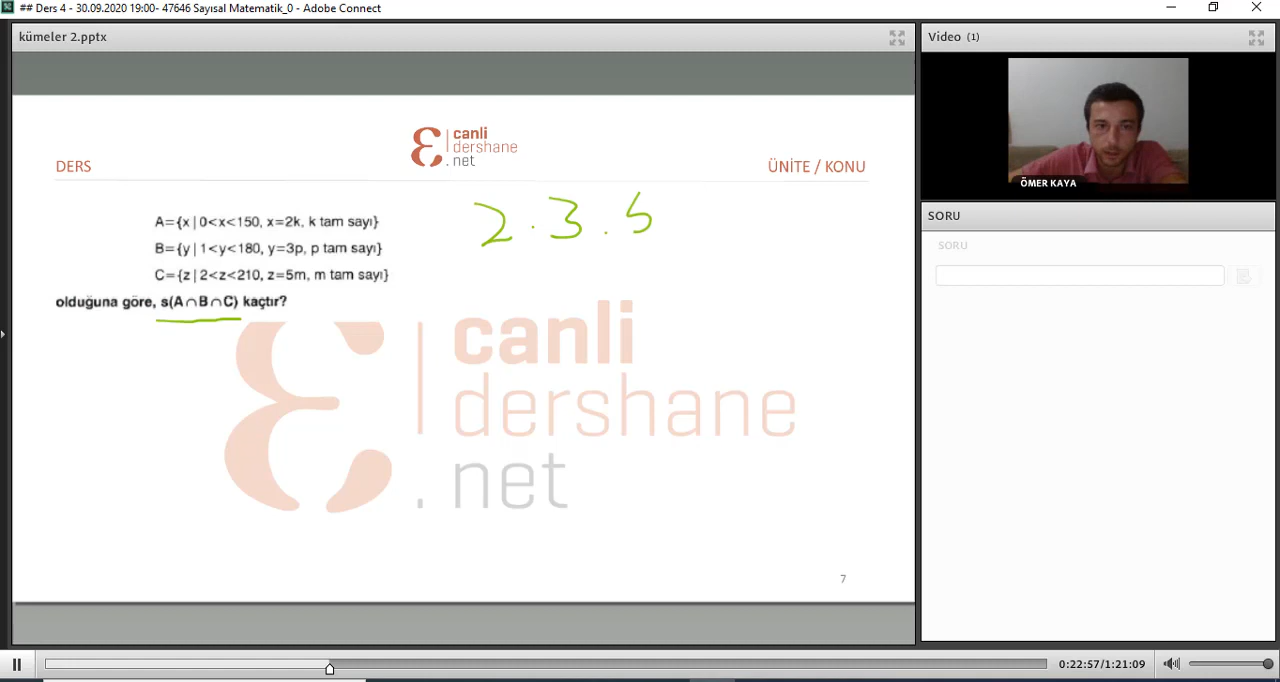 ## Ders 4 - 30.09.2020 19:00- 47646 Sayısal Matematik_0 - Adobe Connect
kümeler 2.pptx
Video (1)
canli
dershane
.net
DERS
ÜNİTE / KONU
ÖMER KAYA
SORU
SORU
2 . 3 . 5
A={x | 0<x<150, x=2k, k tam sayı}
B={y | 1<y<180, y=3p, p tam sayı}
C={z | 2<z<210, z=5m, m tam sayı}
olduğuna göre, s(A∩B∩C) kaçtır?
canli
dershane
.net
7
0:22:57/1:21:09